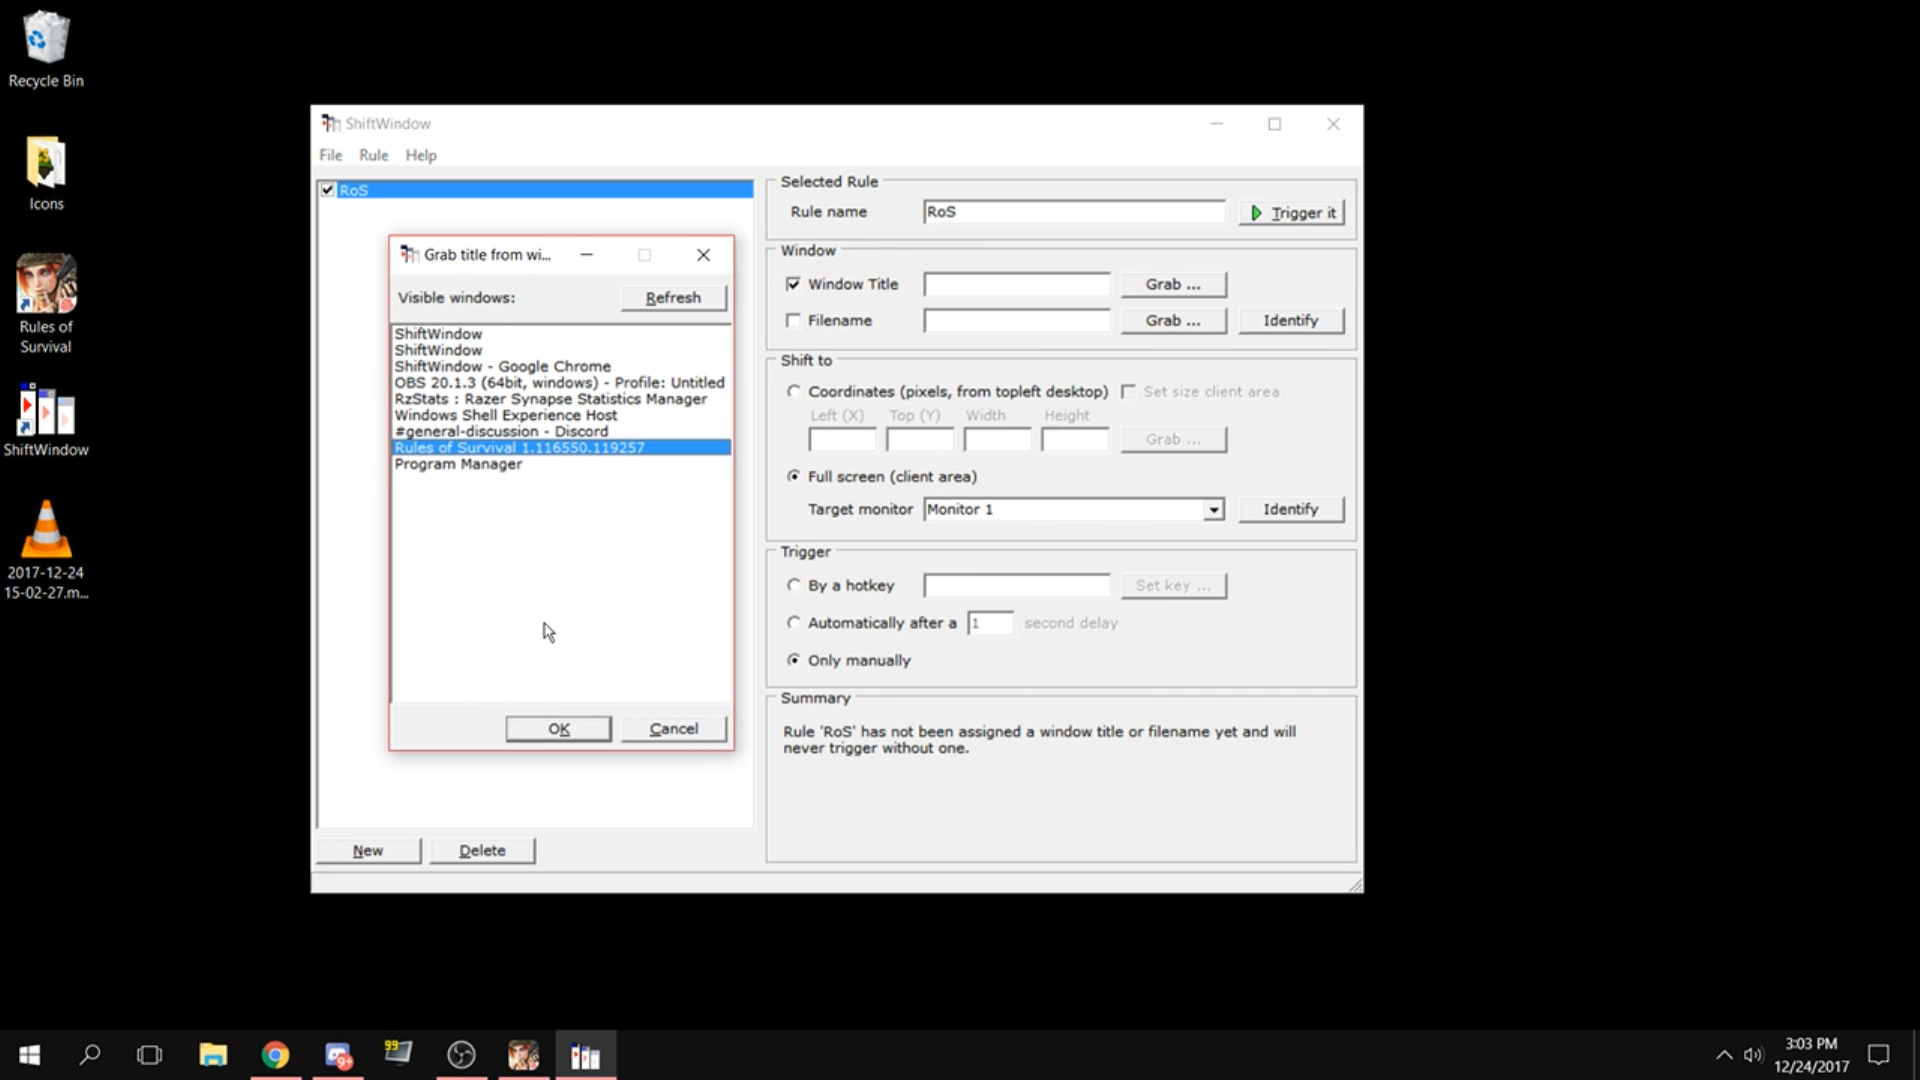 Recycle Bin
Icons
Rules of
Survival
ShiftWindow
2017-12-24
15-02-27.m...
ShiftWindow
File Rule Help
RoS
Grab title from wi...
Visible windows:
Refresh
ShiftWindow
ShiftWindow
ShiftWindow - Google Chrome
OBS 20.1.3 (64bit, windows) - Profile: Untitled
RzStats : Razer Synapse Statistics Manager
Windows Shell Experience Host
#general-discussion - Discord
Rules of Survival 1.116550.119257
Program Manager
OK Cancel
New Delete
Selected Rule
Rule name RoS Trigger it
Window
Window Title Grab ...
Filename Grab ... Identify
Shift to
Coordinates (pixels, from topleft desktop) Set size client area
Left (X) Top (Y) Width Height
Grab ...
Full screen (client area)
Target monitor Monitor 1 Identify
Trigger
By a hotkey Set key ...
Automatically after a 1 second delay
Only manually
Summary
Rule 'RoS' has not been assigned a window title or filename yet and will
never trigger without one.
99
9+
3:03 PM
12/24/2017